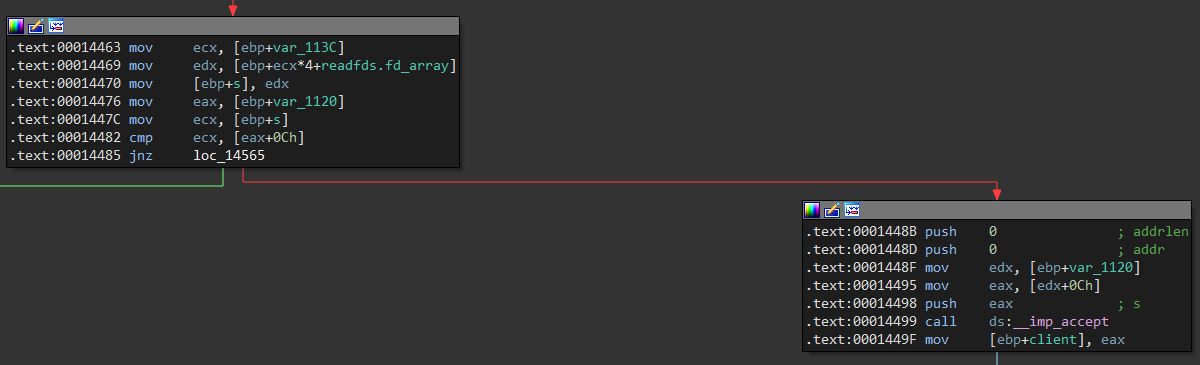 .text:00014463 mov ecx, [ebp+var_113C]
.text:00014469 mov edx, [ebp+ecx*4+readfds.fd_array]
.text:00014470 mov [ebp+s], edx
.text:00014476 mov eax, [ebp+var_1120]
.text:0001447C mov ecx, [ebp+s]
.text:00014482 cmp ecx, [eax+0Ch]
.text:00014485 jnz loc_14565
.text:0001448B push 0 ; addrlen
.text:0001448D push 0 ; addr
.text:0001448F mov edx, [ebp+var_1120]
.text:00014495 mov eax, [edx+0Ch]
.text:00014498 push eax ; s
.text:00014499 call ds:__imp_accept
.text:0001449F mov [ebp+client], eax